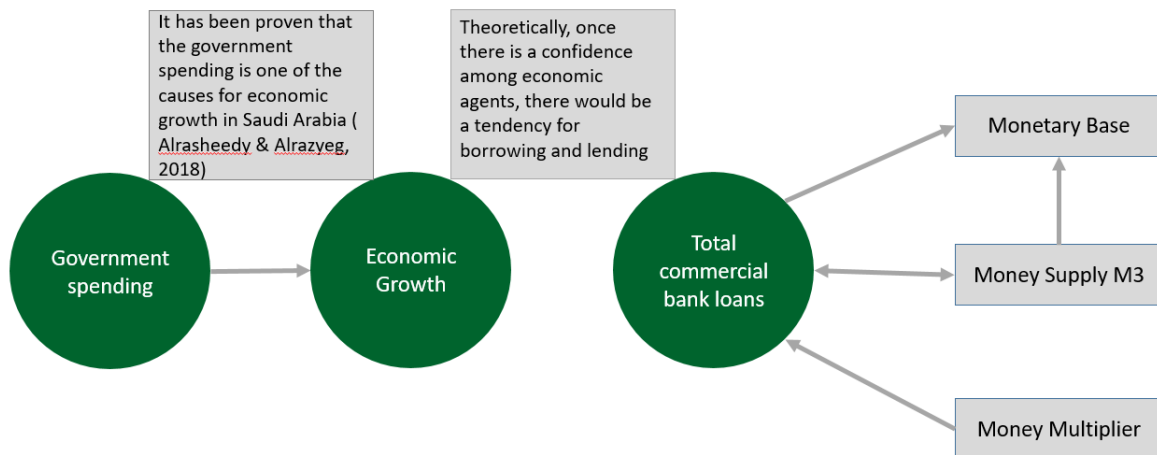 It has been proven that
the government
spending is one of the
causes for economic
growth in Saudi Arabia (
Alrasheedy & Alrazyeg,
2018)
Theoretically, once
there is a confidence
among economic
agents, there would be
a tendency for
borrowing and lending
Government
spending
Economic
Growth
Total
commercial
bank loans
Monetary Base
Money Supply M3
Money Multiplier